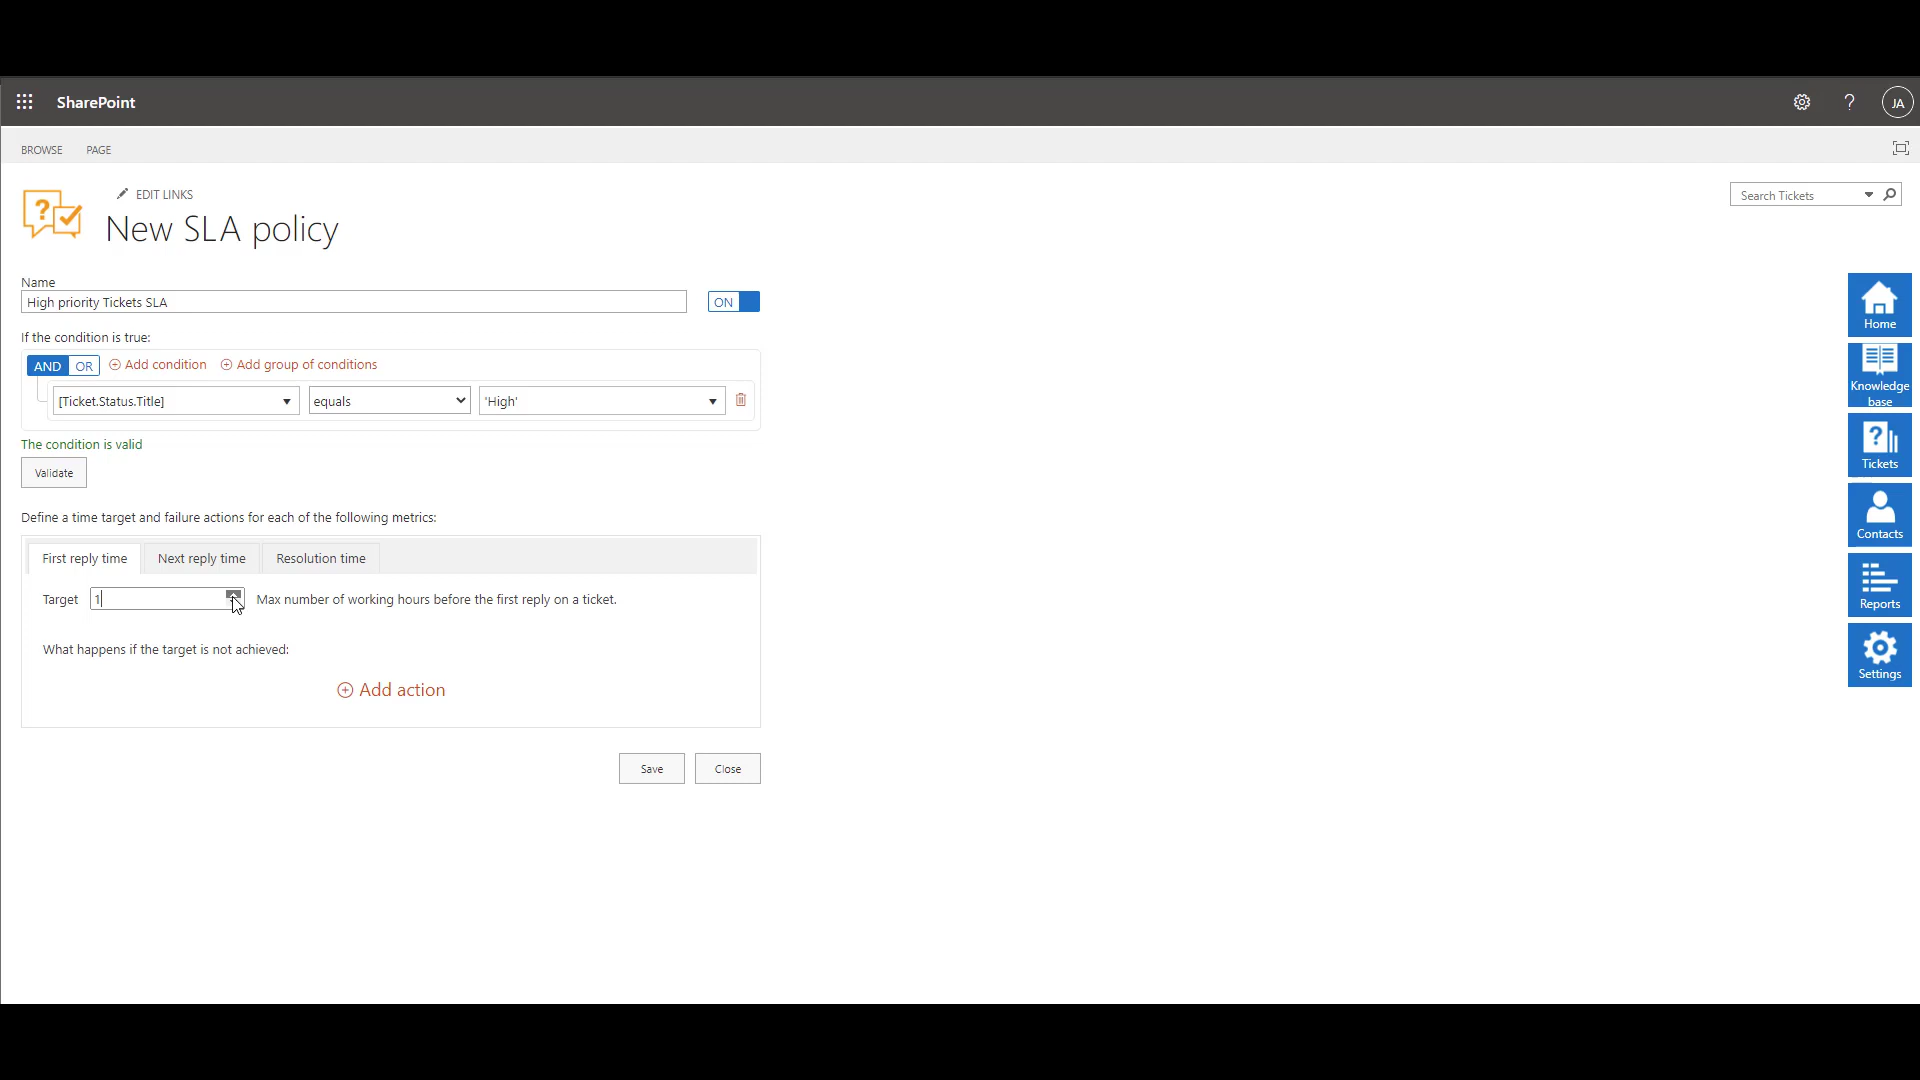 SharePoint
?
JA
BROWSE PAGE
EDIT LINKS
New SLA policy
Search Tickets
Name
High priority Tickets SLA
ON
If the condition is true:
AND OR Add condition Add group of conditions
[Ticket.Status.Title] equals 'High'
The condition is valid
Validate
Define a time target and failure actions for each of the following metrics:
First reply time Next reply time Resolution time
Target 1 Max number of working hours before the first reply on a ticket.
What happens if the target is not achieved:
Add action
Save Close
Home
Knowledge
base
Tickets
Contacts
Reports
Settings